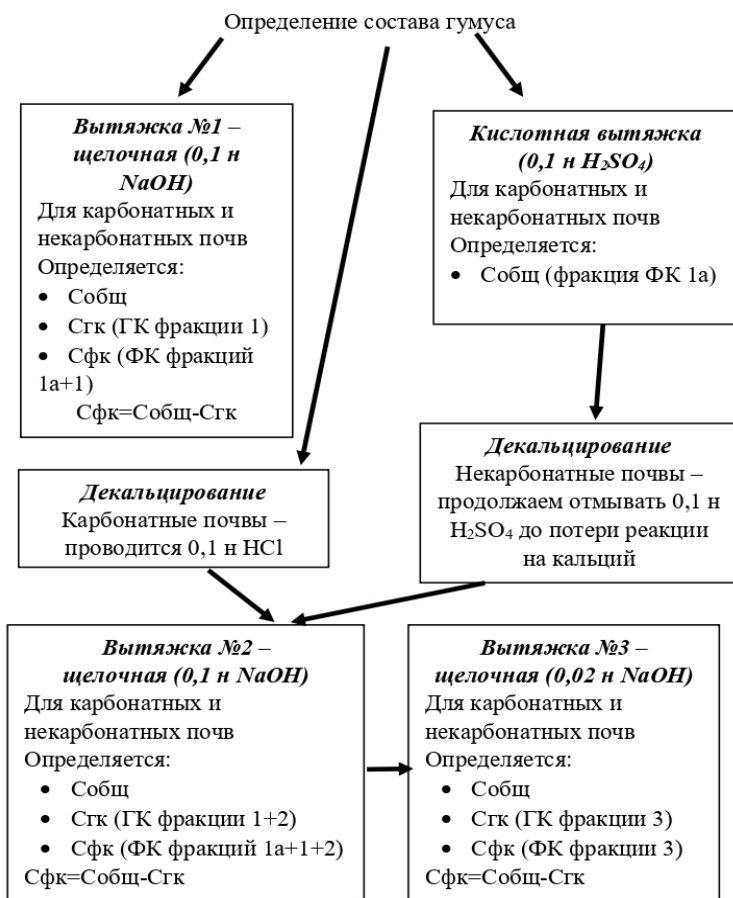 Определение состава гумуса
Вытяжка №1 –
щелочная (0,1 н
NaOH)
Для карбонатных и
некарбонатных почв
Определяется:
• Собщ
• Сгк (ГК фракции 1)
• Сфк (ФК фракций
1а+1)
Сфк=Собщ-Сгк
Кислотная вытяжка
(0,1 н H₂SO₄)
Для карбонатных и
некарбонатных почв
Определяется:
• Собщ (фракция ФК 1а)
Декальцирование
Карбонатные почвы –
проводится 0,1 н HCl
Декальцирование
Некарбонатные почвы –
продолжаем отмывать 0,1 н
H₂SO₄ до потери реакции
на кальций
Вытяжка №2 –
щелочная (0,1 н NaOH)
Для карбонатных и
некарбонатных почв
Определяется:
• Собщ
• Сгк (ГК фракции 1+2)
• Сфк (ФК фракций 1а+1+2)
Сфк=Собщ-Сгк
Вытяжка №3 –
щелочная (0,02 н NaOH)
Для карбонатных и
некарбонатных почв
Определяется:
• Собщ
• Сгк (ГК фракции 3)
• Сфк (ФК фракции 3)
Сфк=Собщ-Сгк